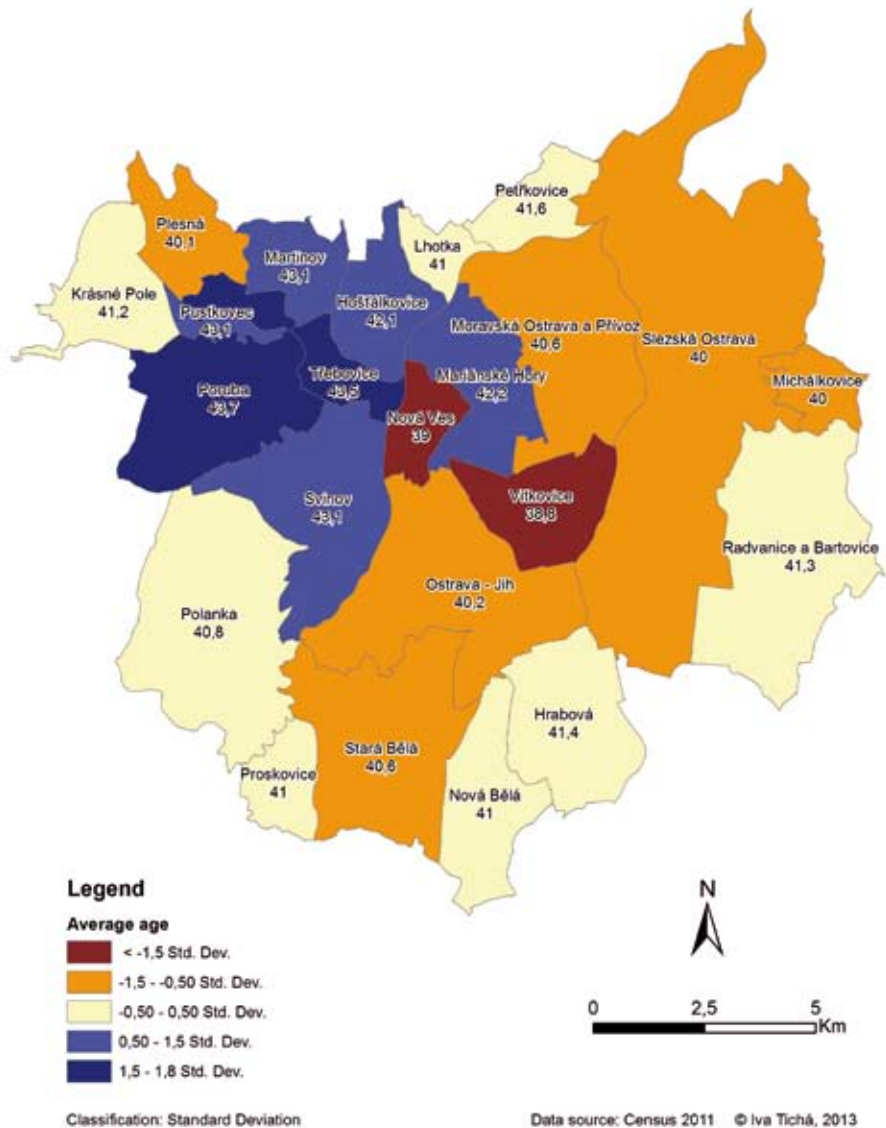 Petřkovice
41,6
Plesná
40,1
Lhotka
41
Martinov
43,1
Krásné Pole
41,2
Hošťálkovice
42,1
Pustkovec
43,1
Moravská Ostrava a Přívoz
40,6
Slezská Ostrava
40
Třebovice
43,5
Mariánské Hory
42,2
Michálkovice
40
Poruba
43,7
Nová Ves
39
Svinov
43,1
Vítkovice
38,8
Radvanice a Bartovice
41,3
Ostrava - Jih
40,2
Polanka
40,8
Hrabová
41,4
Stará Bělá
40,6
Proskovice
41
Nová Bělá
41
Legend
Average age
< -1,5 Std. Dev.
-1,5 - -0,50 Std. Dev.
-0,50 - 0,50 Std. Dev.
0,50 - 1,5 Std. Dev.
1,5 - 1,8 Std. Dev.
N
0 2,5 5
Km
Classification: Standard Deviation
Data source: Census 2011 © Iva Tichá, 2013